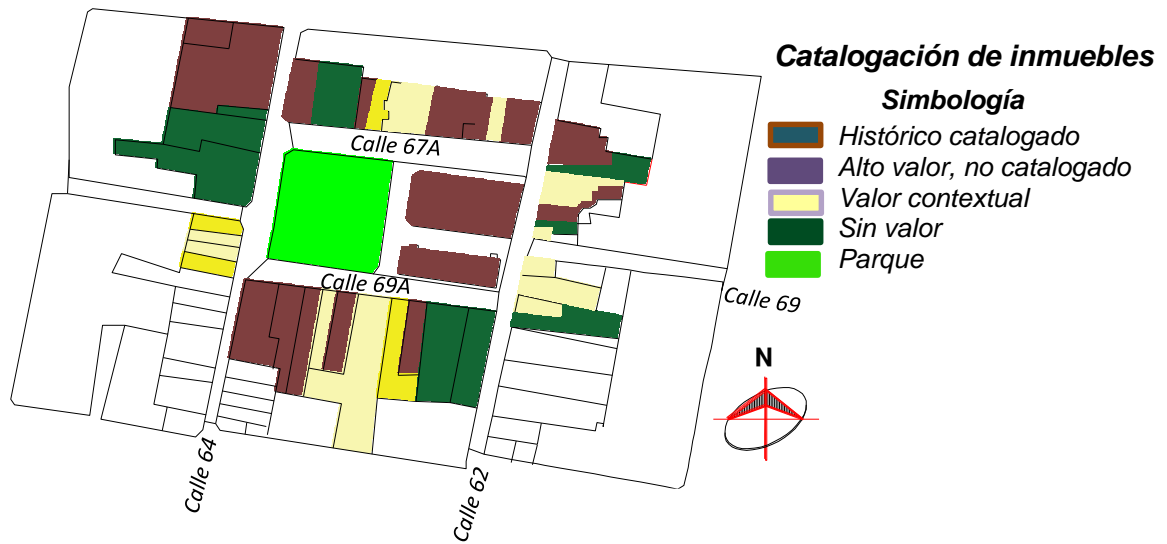 Catalogación de inmuebles
Simbología
Histórico catalogado
Alto valor, no catalogado
Valor contextual
Sin valor
Parque
Calle 67A
Calle 69A
Calle 69
N
Calle 64
Calle 62